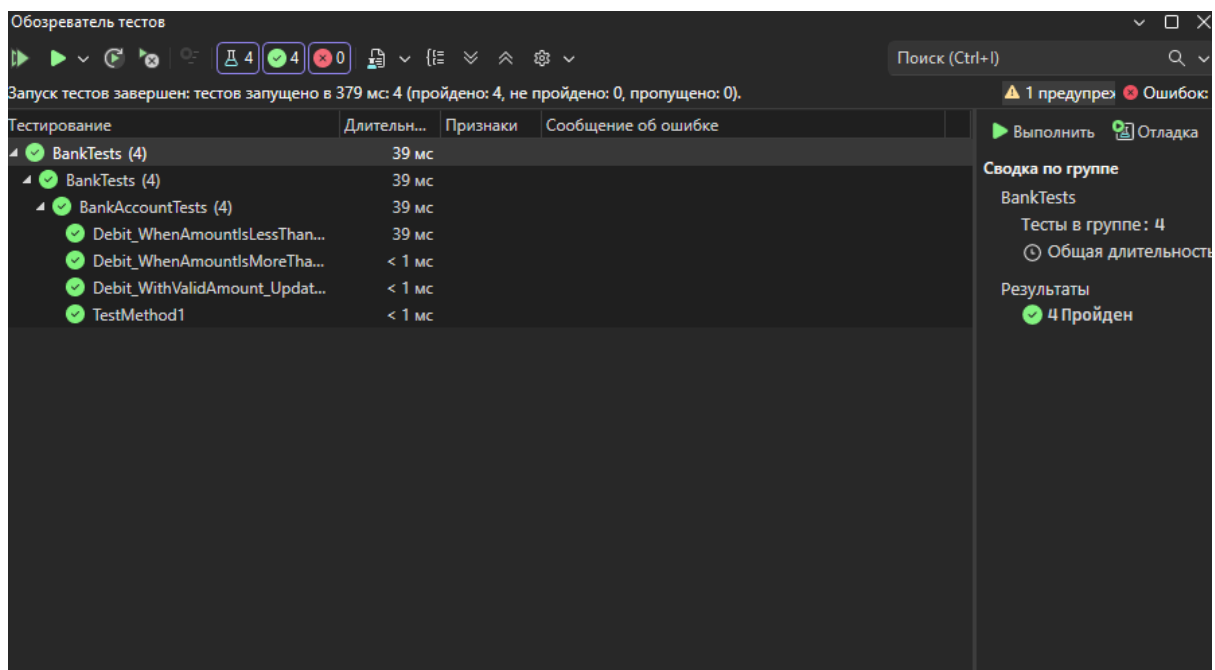 Обозреватель тестов
4 4 0 Поиск (Ctrl+I)
Запуск тестов завершен: тестов запущено в 379 мс: 4 (пройдено: 4, не пройдено: 0, пропущено: 0). 1 предупреж Ошибок:
Тестирование Длительн... Признаки Сообщение об ошибке
BankTests (4) 39 мс
BankTests (4) 39 мс
BankAccountTests (4) 39 мс
Debit_WhenAmountIsLessThan... 39 мс
Debit_WhenAmountIsMoreTha... < 1 мс
Debit_WithValidAmount_Updat... < 1 мс
TestMethod1 < 1 мс
Выполнить Отладка
Сводка по группе
BankTests
Тесты в группе: 4
Общая длительность
Результаты
4 Пройден